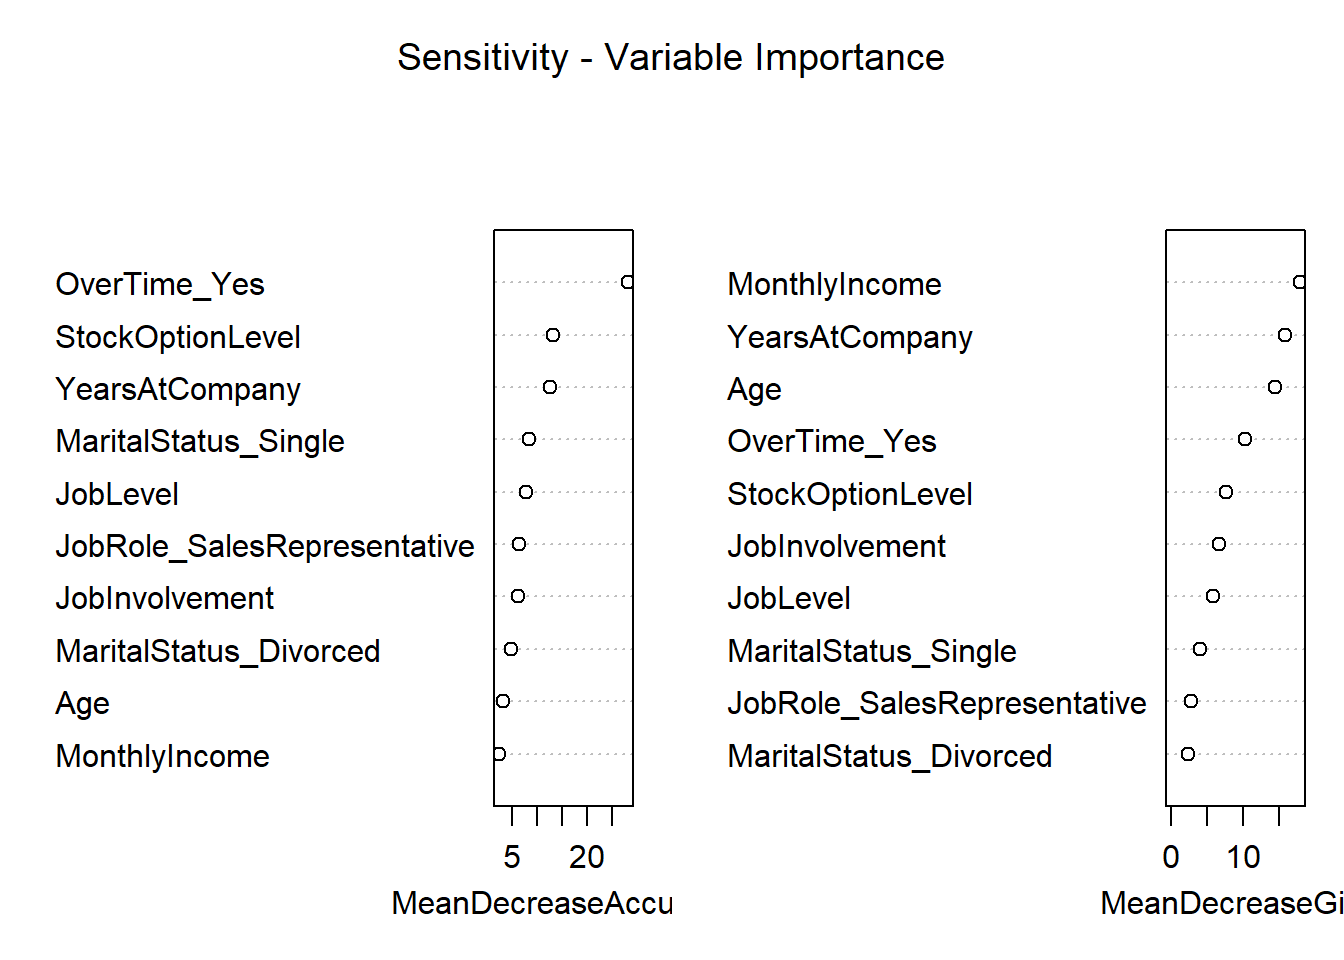 Sensitivity - Variable Importance
OverTime_Yes
StockOptionLevel
YearsAtCompany
MaritalStatus_Single
JobLevel
JobRole_SalesRepresentative
JobInvolvement
MaritalStatus_Divorced
Age
MonthlyIncome
5 20
MeanDecreaseAccu
MonthlyIncome
YearsAtCompany
Age
OverTime_Yes
StockOptionLevel
JobInvolvement
JobLevel
MaritalStatus_Single
JobRole_SalesRepresentative
MaritalStatus_Divorced
0 10
MeanDecreaseGi